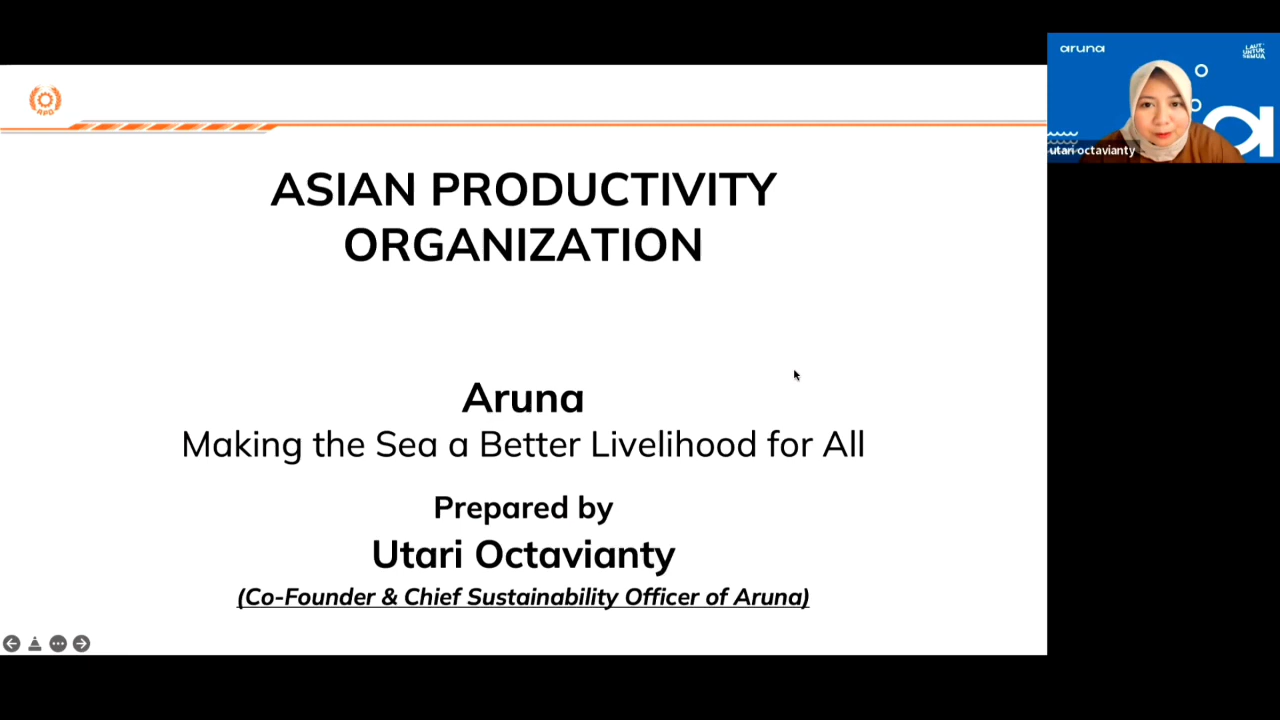 APO
ASIAN PRODUCTIVITY
ORGANIZATION
Aruna
Making the Sea a Better Livelihood for All
Prepared by
Utari Octavianty
(Co-Founder & Chief Sustainability Officer of Aruna)
aruna
LAUT
UNTUK
SEMUA
utari octavianty